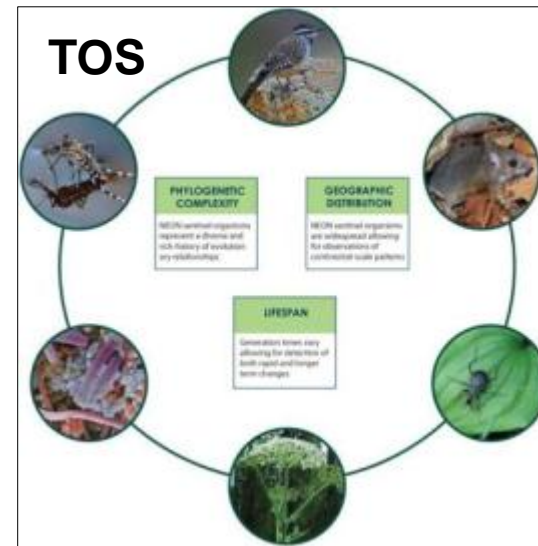 TOS
PHYLOGENETIC
COMPLEXITY
NEON sentinel organisms
represent a diverse and
rich history of evolution
ary relationships
GEOGRAPHIC
DISTRIBUTION
NEON sentinel organisms
are widespread allowing
for observations of
continental-scale patterns
LIFESPAN
Generation times vary
allowing for detection of
both rapid and longer
term changes